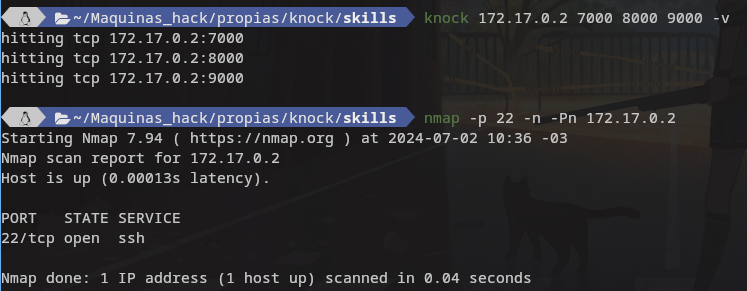 ~/Maquinas_hack/propias/knock/skills knock 172.17.0.2 7000 8000 9000 -v
hitting tcp 172.17.0.2:7000
hitting tcp 172.17.0.2:8000
hitting tcp 172.17.0.2:9000
~/Maquinas_hack/propias/knock/skills nmap -p 22 -n -Pn 172.17.0.2
Starting Nmap 7.94 ( https://nmap.org ) at 2024-07-02 10:36 -03
Nmap scan report for 172.17.0.2
Host is up (0.00013s latency).
PORT   STATE SERVICE
22/tcp open  ssh
Nmap done: 1 IP address (1 host up) scanned in 0.04 seconds